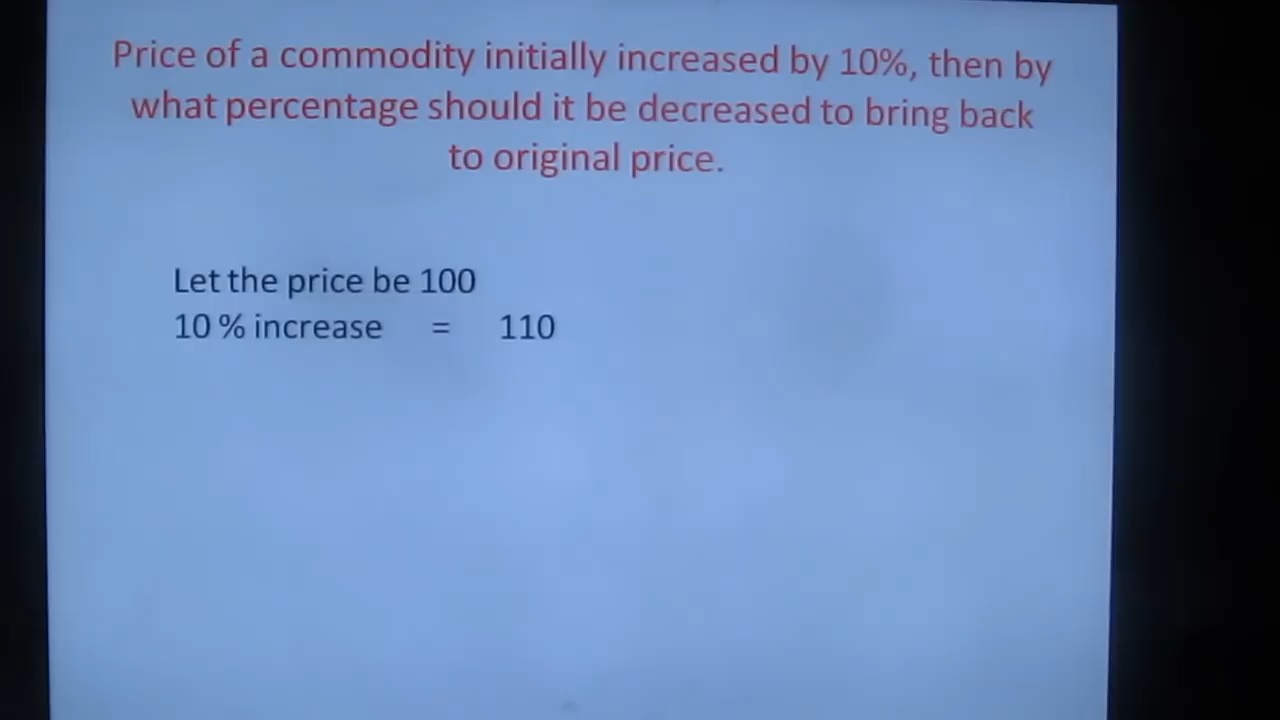 Price of a commodity initially increased by 10%, then by
what percentage should it be decreased to bring back
to original price.
Let the price be 100
10 % increase = 110